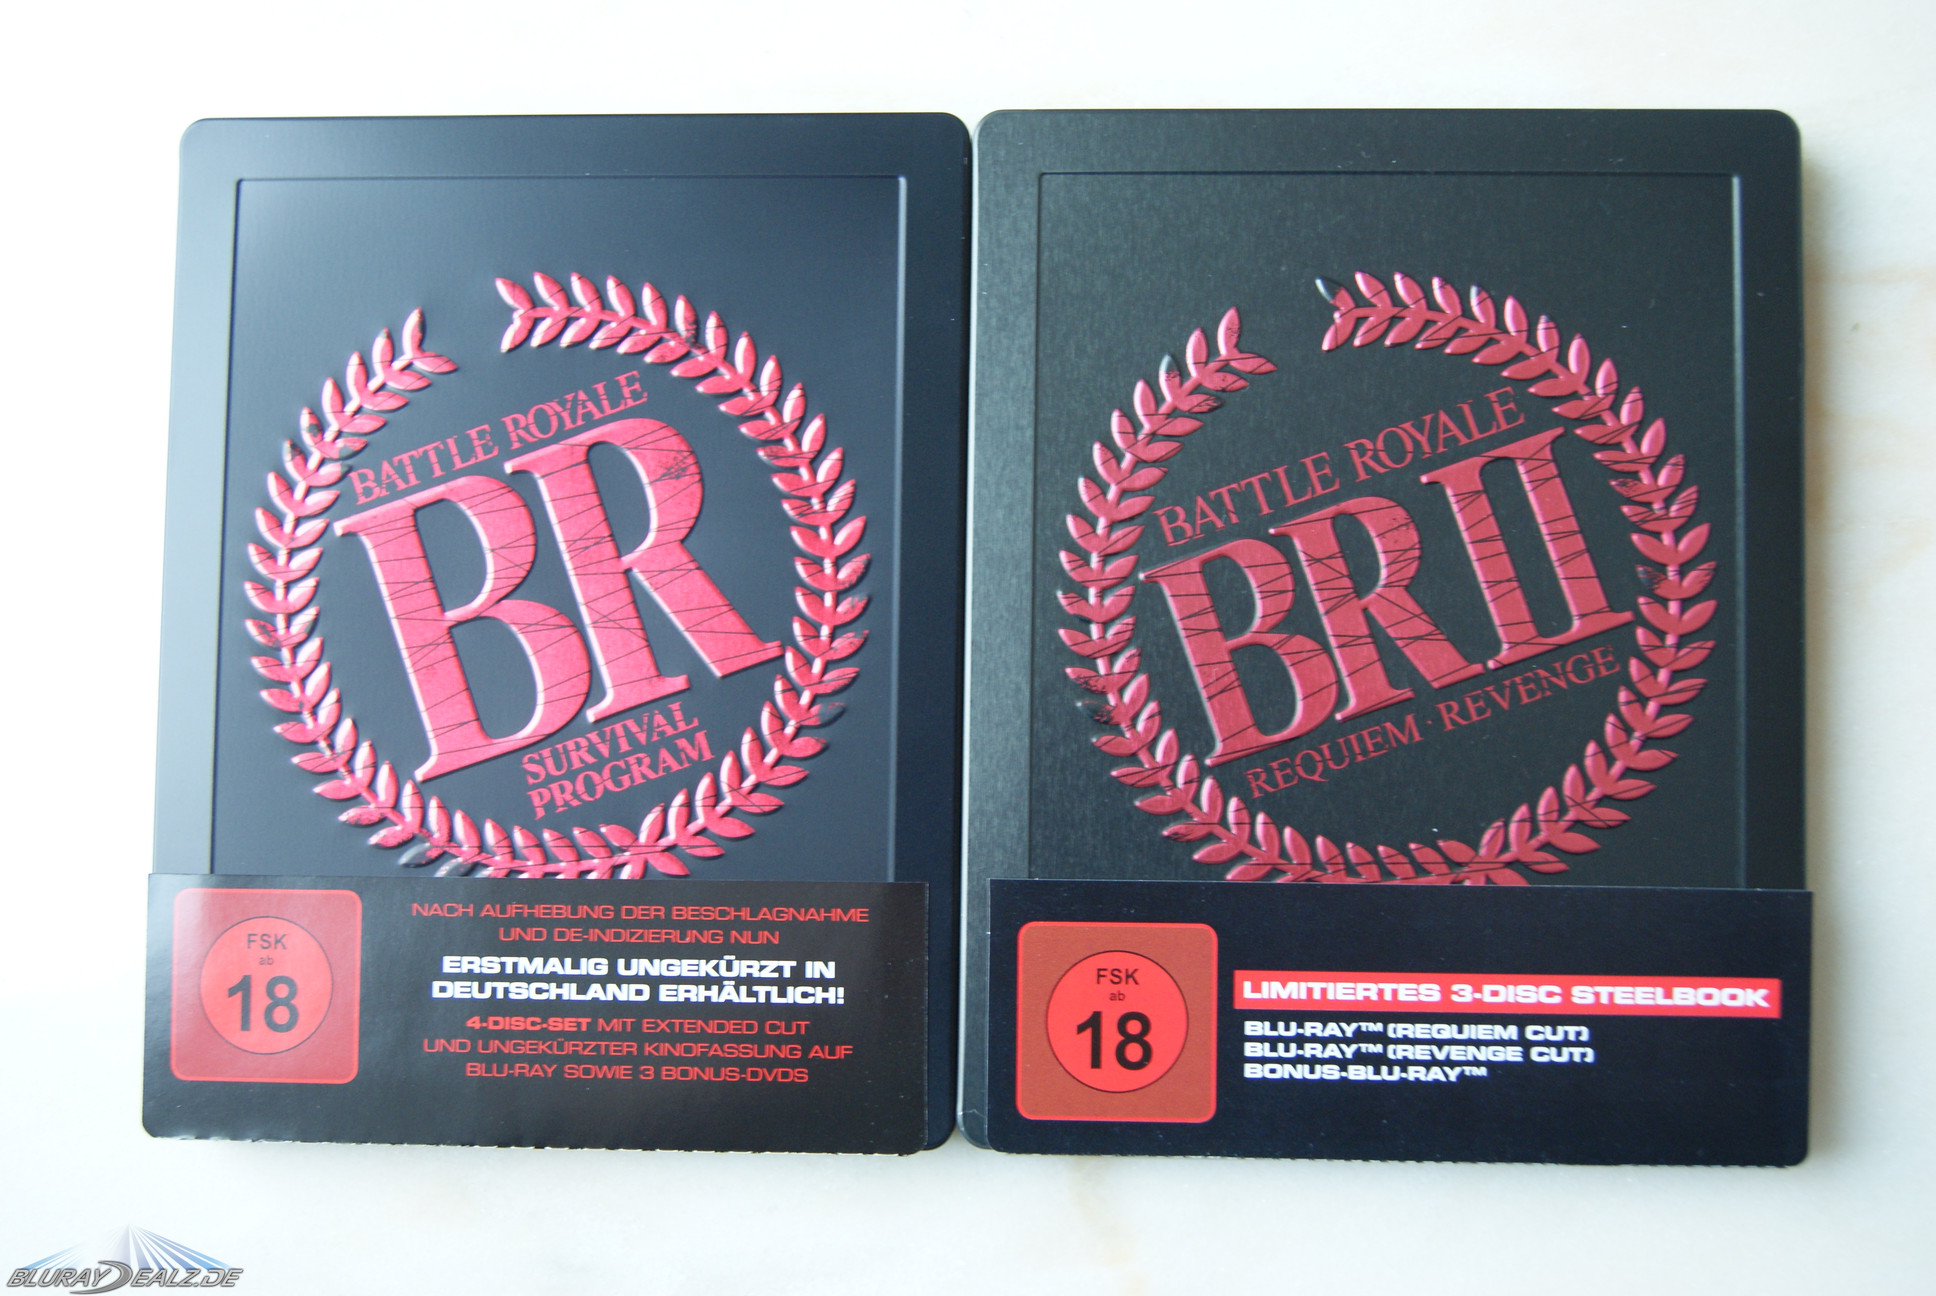 BATTLE ROYALE
BR
SURVIVAL
PROGRAM
FSK
ab
18
NACH AUFHEBUNG DER BESCHLAGNAHME
UND DE-INDIZIERUNG NUN
ERSTMALIG UNGEKÜRZT IN
DEUTSCHLAND ERHÄLTLICH!
4-DISC-SET MIT EXTENDED CUT
UND UNGEKÜRZTER KINOFASSUNG AUF
BLU-RAY SOWIE 3 BONUS-DVDS
BATTLE ROYALE
BR II
REQUIEM · REVENGE
FSK
ab
18
LIMITIERTES 3-DISC STEELBOOK
BLU-RAY™ (REQUIEM CUT)
BLU-RAY™ (REVENGE CUT)
BONUS-BLU-RAY™
BLURAYDEALZ.DE